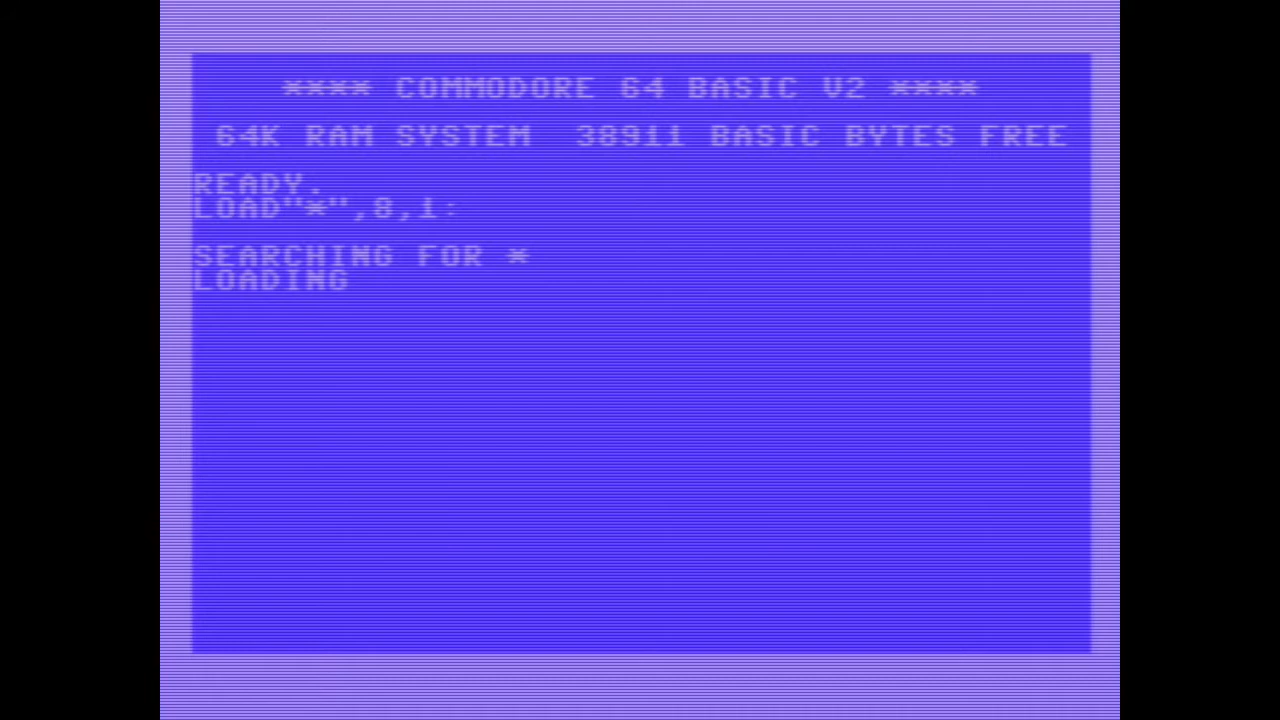 **** COMMODORE 64 BASIC V2 ****
64K RAM SYSTEM  38911 BASIC BYTES FREE
READY.
LOAD"*",8,1:
SEARCHING FOR *
LOADING